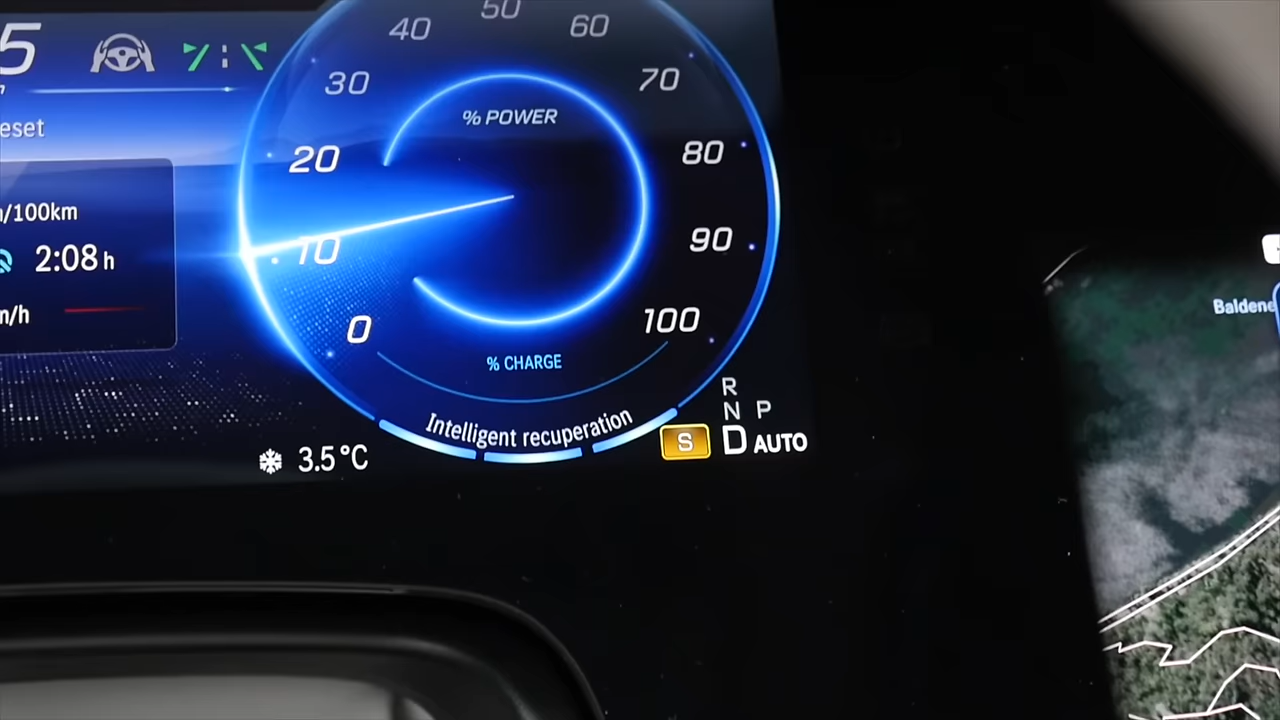 5
40
50
60
30
70
% POWER
eset
20
80
/100km
90
2:08 h
10
m/h
0
100
% CHARGE
Baldene
R
N P
Intelligent recuperation
S D AUTO
3.5 °C